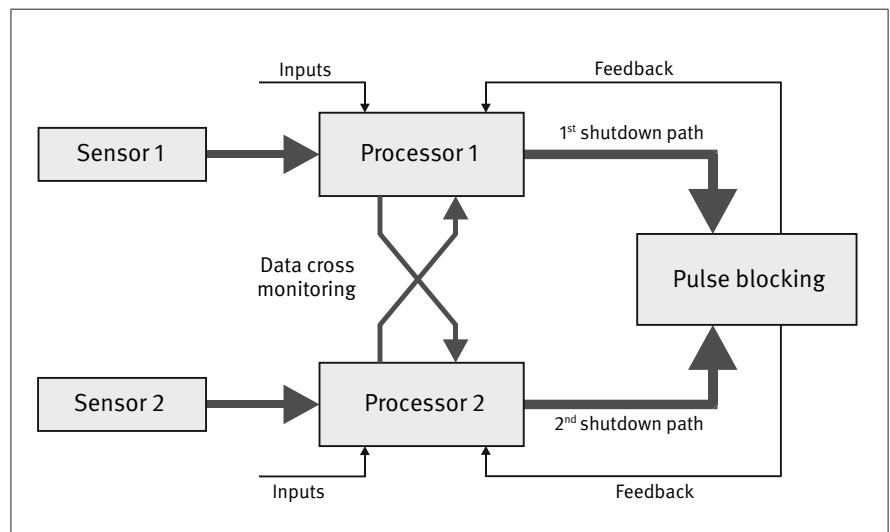 Inputs
Feedback
Sensor 1
Processor 1
1st shutdown path
Data cross
monitoring
Pulse blocking
Sensor 2
Processor 2
2nd shutdown path
Inputs
Feedback